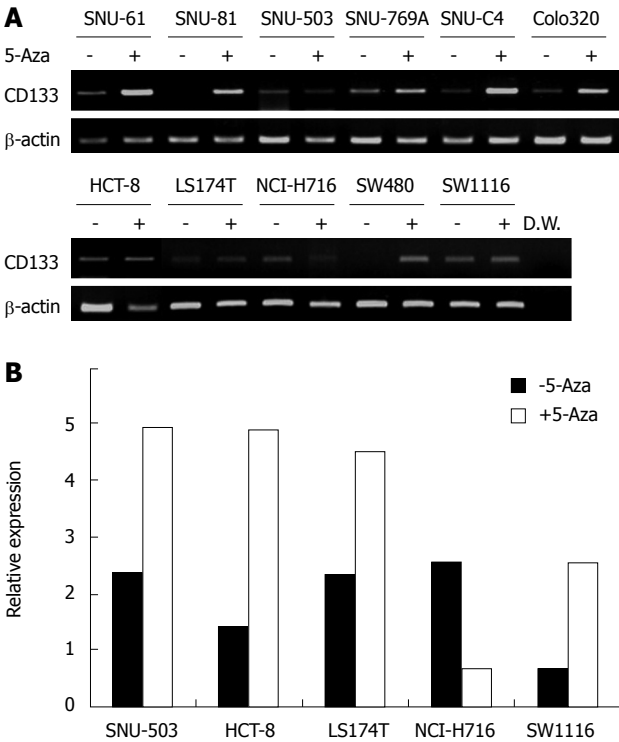 A
SNU-61 SNU-81 SNU-503 SNU-769A SNU-C4 Colo320
5-Aza - + - + - + - + - + - +
CD133
β-actin
HCT-8 LS174T NCI-H716 SW480 SW1116
- + - + - + - + - + D.W.
CD133
β-actin
B
-5-Aza
+5-Aza
Relative expression
5
4
3
2
1
0
SNU-503 HCT-8 LS174T NCI-H716 SW1116